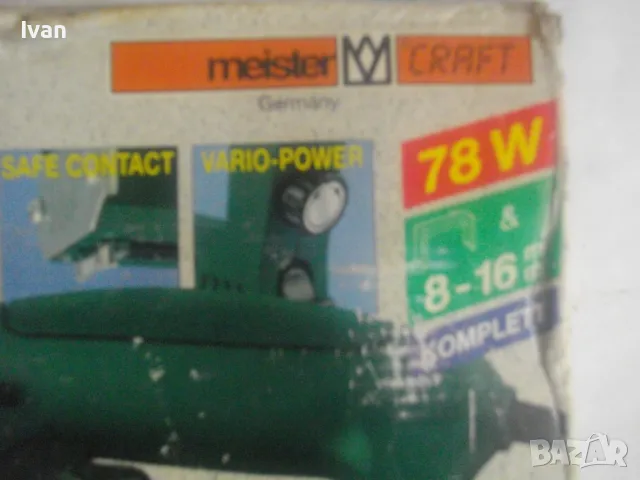 Ivan
meister CRAFT
Germany
SAFE CONTACT
VARIO-POWER
78 W
&
8-16
KOMPLETT
BAZAR